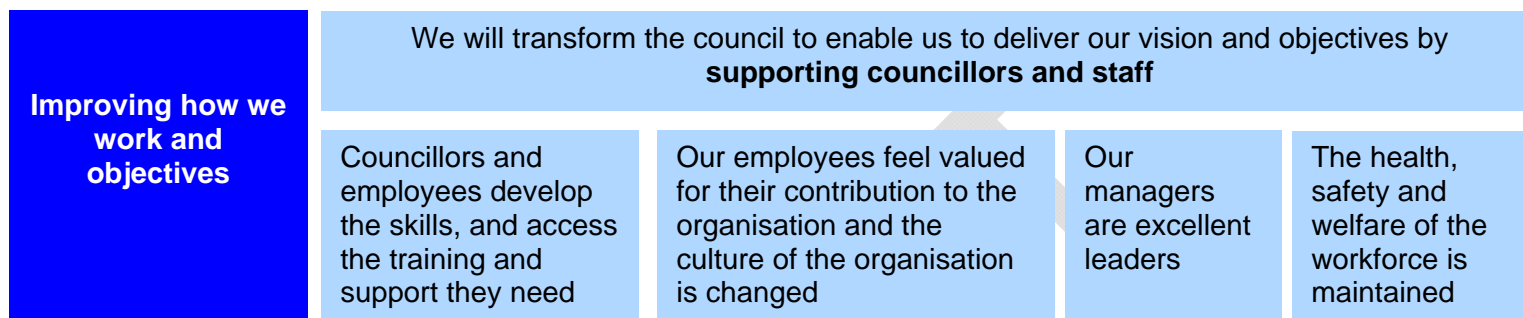 Improving how we
work and
objectives
We will transform the council to enable us to deliver our vision and objectives by
supporting councillors and staff
Councillors and
employees develop
the skills, and access
the training and
support they need
Our employees feel valued
for their contribution to the
organisation and the
culture of the organisation
is changed
Our
managers
are excellent
leaders
The health,
safety and
welfare of the
workforce is
maintained